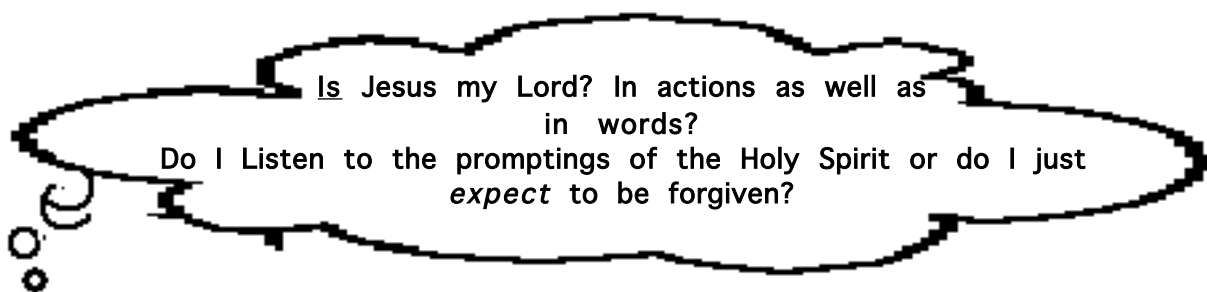 Is Jesus my Lord? In actions as well as
in words?
Do I Listen to the promptings of the Holy Spirit or do I just
expect to be forgiven?